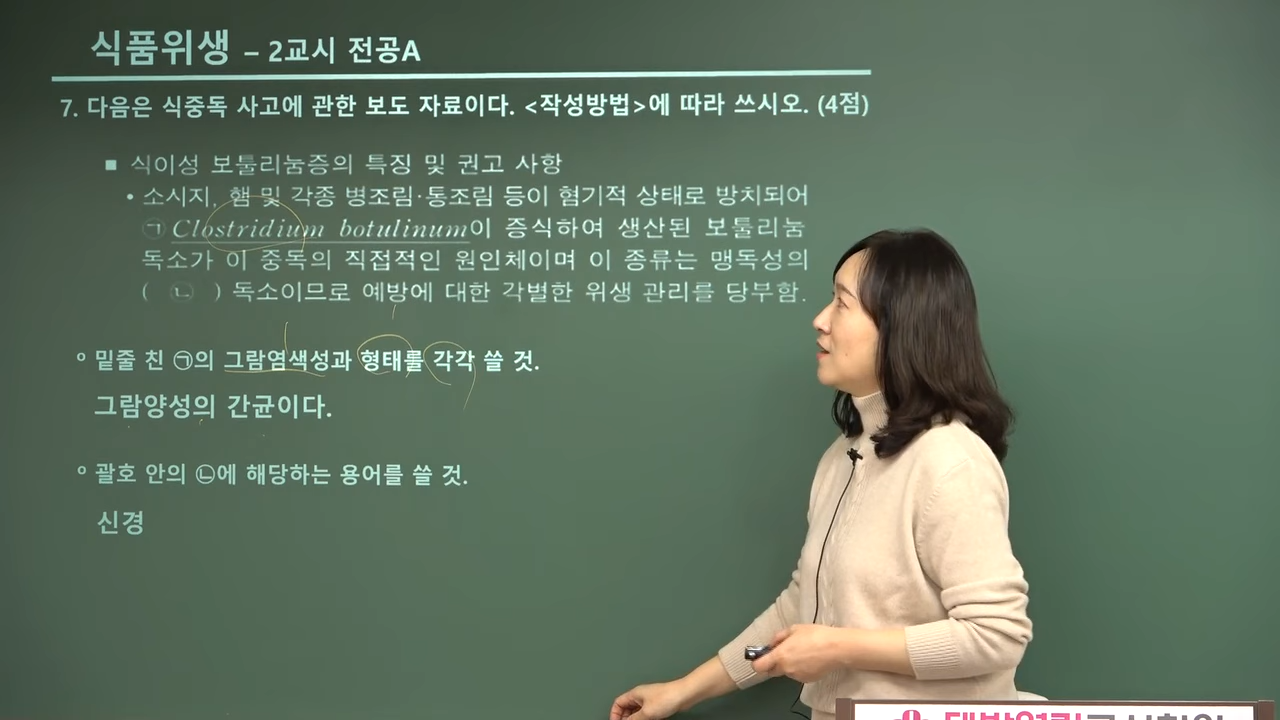 식품위생 – 2교시 전공A
7. 다음은 식중독 사고에 관한 보도 자료이다. <작성방법>에 따라 쓰시오. (4점)
■ 식이성 보툴리눔증의 특징 및 권고 사항
• 소시지, 햄 및 각종 병조림·통조림 등이 혐기적 상태로 방치되어
㉠ Clostridium botulinum이 증식하여 생산된 보툴리눔
독소가 이 중독의 직접적인 원인체이며 이 종류는 맹독성의
( ㉡ ) 독소이므로 예방에 대한 각별한 위생 관리를 당부함.
o 밑줄 친 ㉠의 그람염색성과 형태를 각각 쓸 것.
그람양성의 간균이다.
o 괄호 안의 ㉡에 해당하는 용어를 쓸 것.
신경